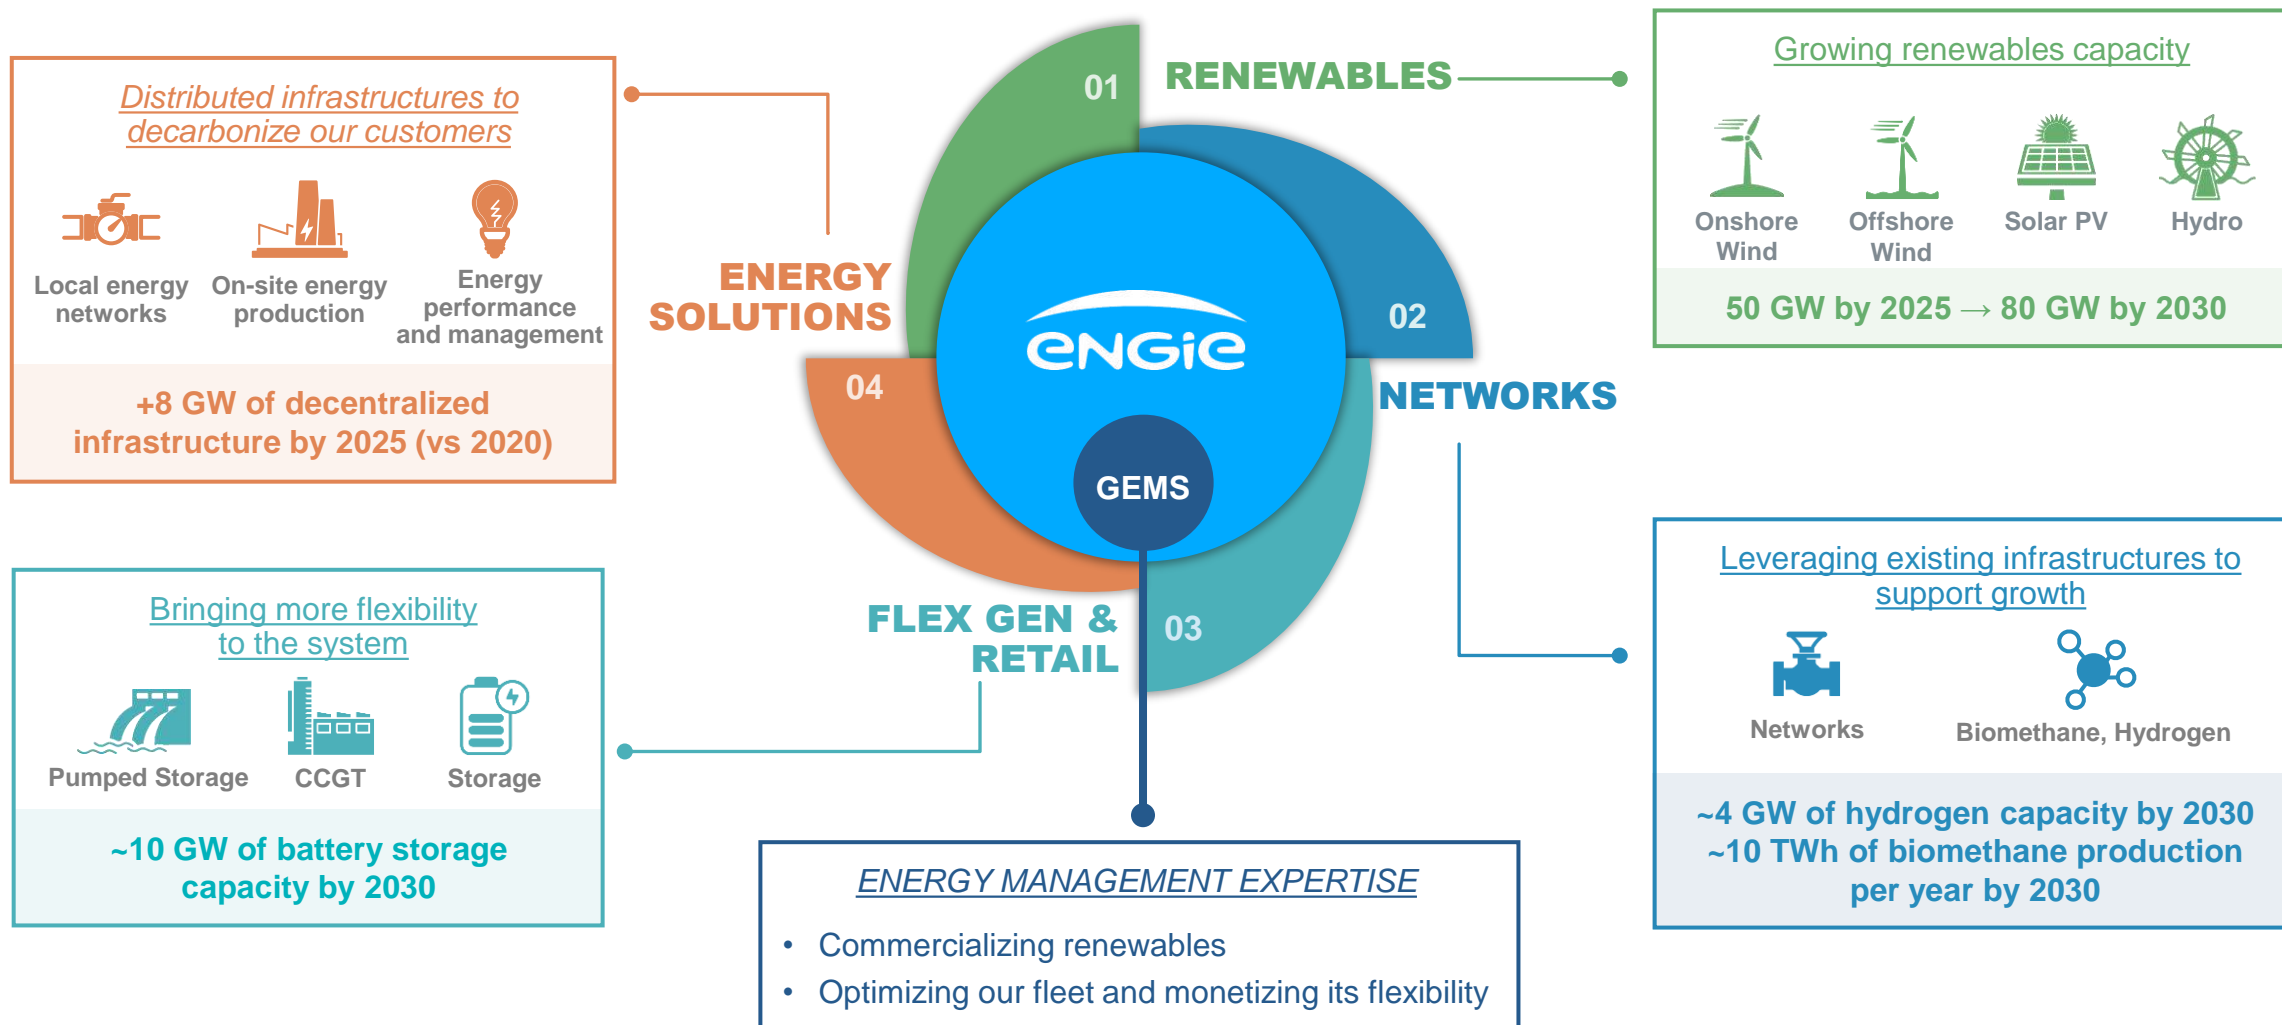 01
RENEWABLES
Growing renewables capacity
Onshore
Wind
Offshore
Wind
Solar PV
Hydro
50 GW by 2025 → 80 GW by 2030
Distributed infrastructures to
decarbonize our customers
Local energy
networks
On-site energy
production
Energy
performance
and management
+8 GW of decentralized
infrastructure by 2025 (vs 2020)
ENERGY
SOLUTIONS
04
eNGie
GEMS
02
NETWORKS
Leveraging existing infrastructures to
support growth
Networks
Biomethane, Hydrogen
~4 GW of hydrogen capacity by 2030
~10 TWh of biomethane production
per year by 2030
03
FLEX GEN &
RETAIL
Bringing more flexibility
to the system
Pumped Storage
CCGT
Storage
~10 GW of battery storage
capacity by 2030
ENERGY MANAGEMENT EXPERTISE
• Commercializing renewables
• Optimizing our fleet and monetizing its flexibility